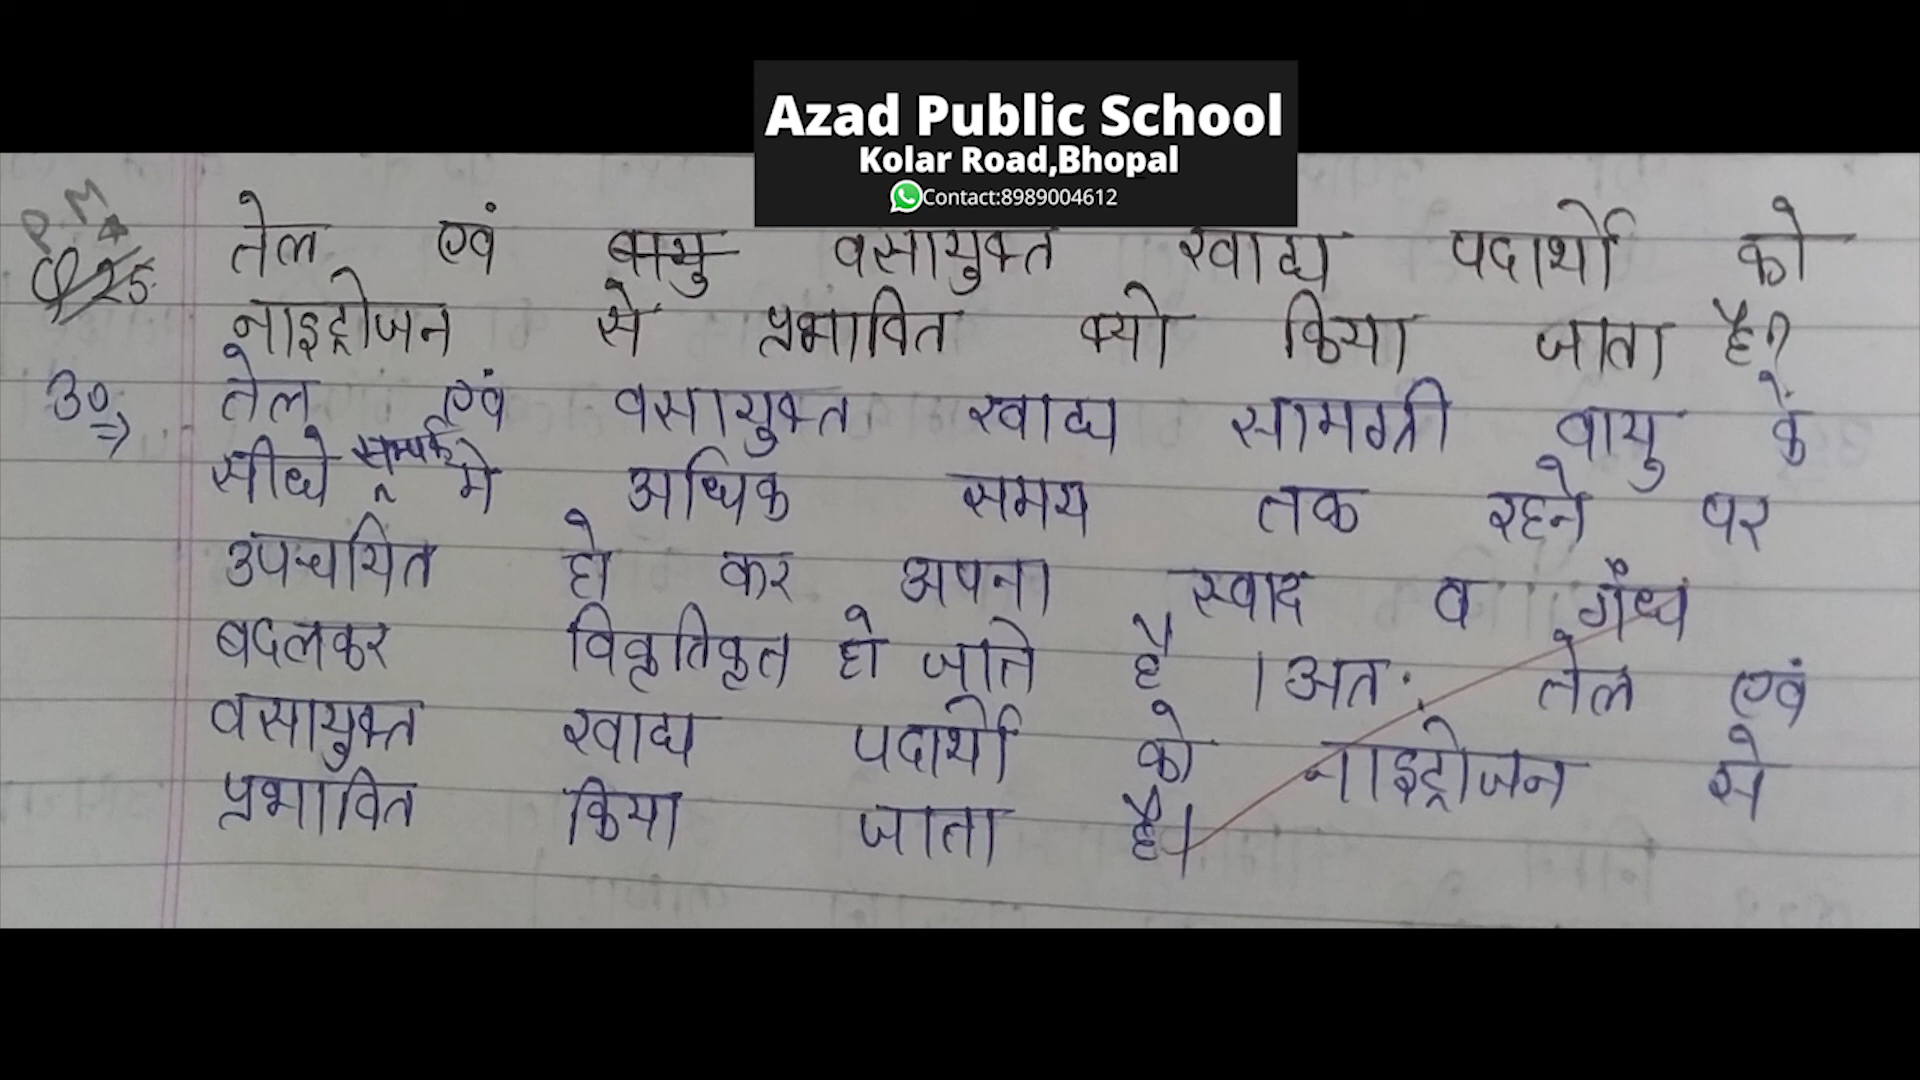 Azad Public School
Kolar Road,Bhopal
Contact:8989004612
Q 25. तेल एवं वसायुक्त खाद्य पदार्थो को
नाइट्रोजन से प्रभावित क्यो किया जाता है?
उ० ⇒ तेल एवं वसायुक्त खाद्य सामग्री वायु के
सीधे सम्पर्क मे अधिक समय तक रहने पर
उपचयित हो कर अपना स्वाद व गंध
बदलकर विकृतिकृत हो जाते है । अत: तेल एवं
वसायुक्त खाद्य पदार्थो को नाइट्रोजन से
प्रभावित किया जाता है।